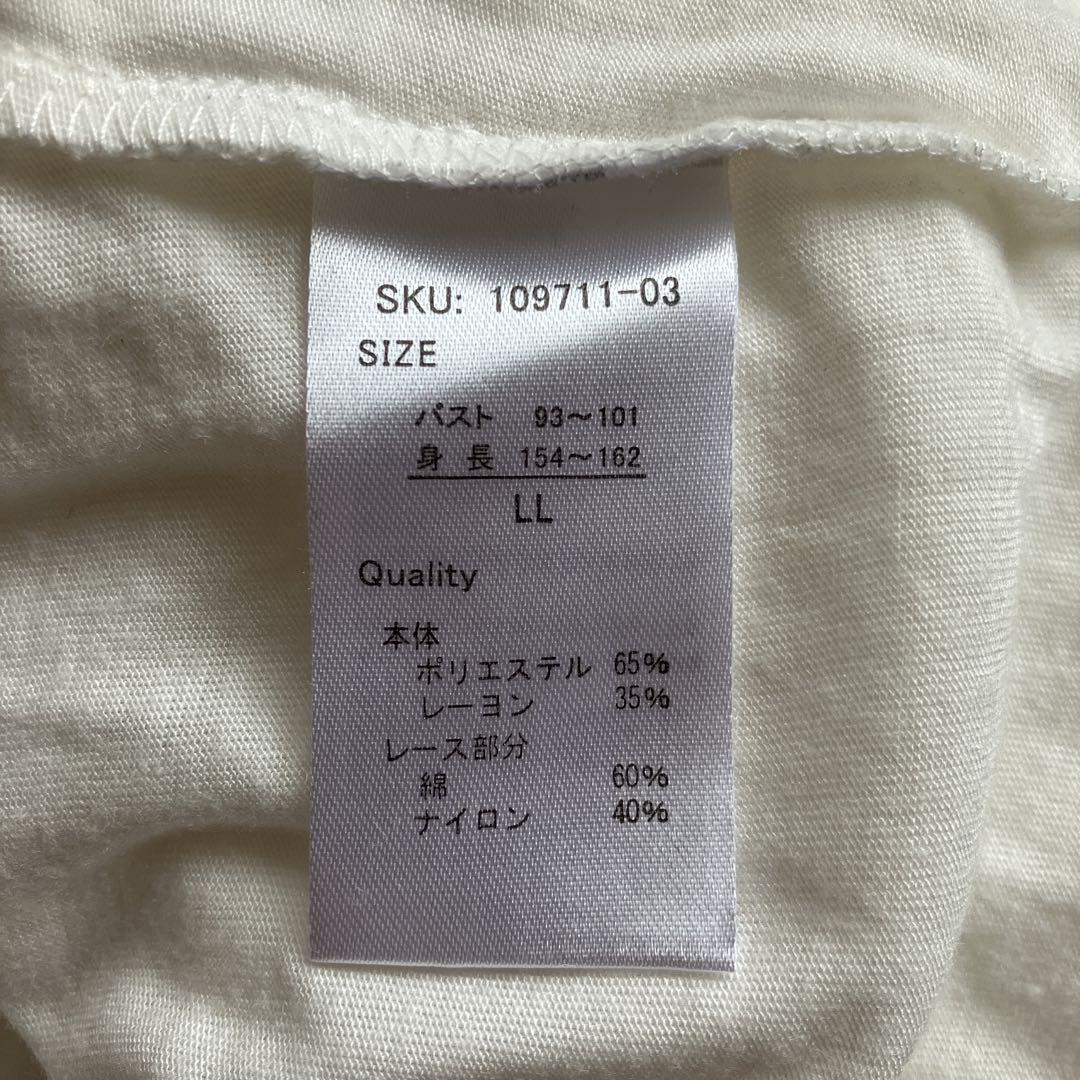 SKU: 109711-03
SIZE
バスト 93～101
身長 154～162
LL
Quality
本体
ポリエステル 65%
レーヨン 35%
レース部分
綿 60%
ナイロン 40%